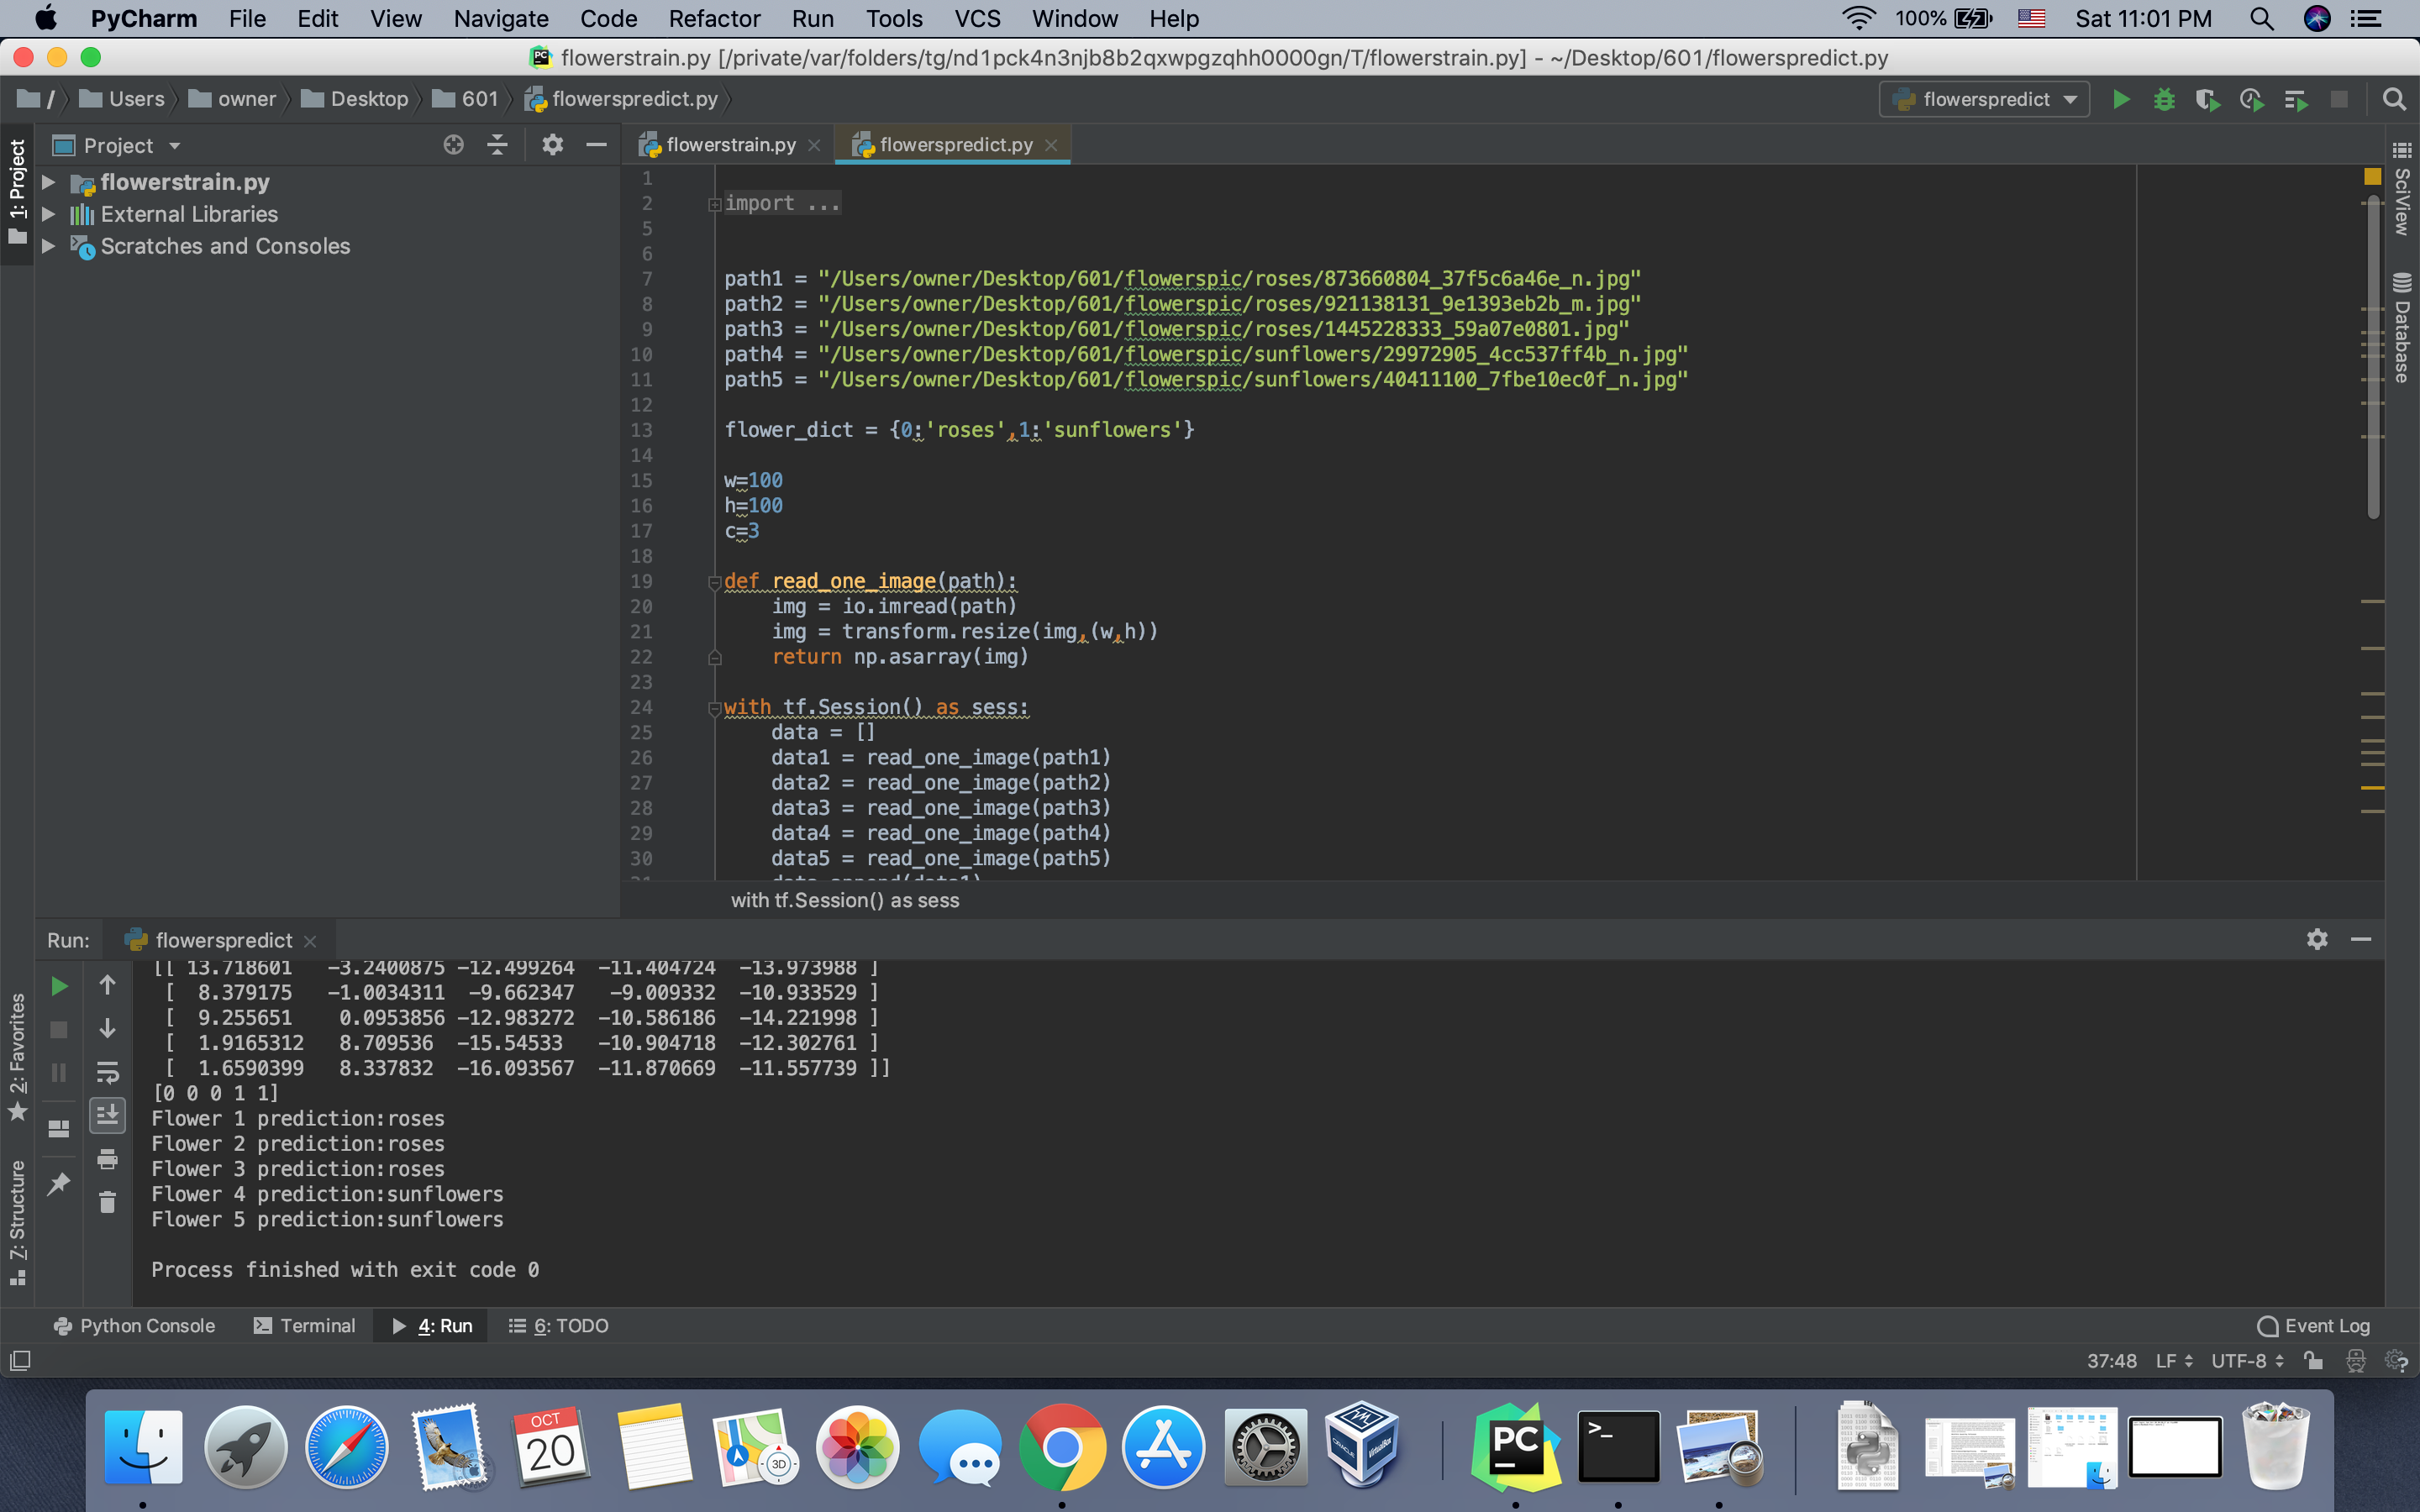 PyCharm File Edit View Navigate Code Refactor Run Tools VCS Window Help 100% Sat 11:01 PM
flowerstrain.py [/private/var/folders/tg/nd1pck4n3njb8b2qxwpgzqhh0000gn/T/flowerstrain.py] - ~/Desktop/601/flowerspredict.py
/ Users owner Desktop 601 flowerspredict.py flowerspredict
1: Project
Project
flowerstrain.py
External Libraries
Scratches and Consoles
flowerstrain.py flowerspredict.py
1
2 import ...
5
6
7 path1 = "/Users/owner/Desktop/601/flowerspic/roses/873660804_37f5c6a46e_n.jpg"
8 path2 = "/Users/owner/Desktop/601/flowerspic/roses/921138131_9e1393eb2b_m.jpg"
9 path3 = "/Users/owner/Desktop/601/flowerspic/roses/1445228333_59a07e0801.jpg"
10 path4 = "/Users/owner/Desktop/601/flowerspic/sunflowers/29972905_4cc537ff4b_n.jpg"
11 path5 = "/Users/owner/Desktop/601/flowerspic/sunflowers/40411100_7fbe10ec0f_n.jpg"
12
13 flower_dict = {0:'roses',1:'sunflowers'}
14
15 w=100
16 h=100
17 c=3
18
19 def read_one_image(path):
20 img = io.imread(path)
21 img = transform.resize(img,(w,h))
22 return np.asarray(img)
23
24 with tf.Session() as sess:
25 data = []
26 data1 = read_one_image(path1)
27 data2 = read_one_image(path2)
28 data3 = read_one_image(path3)
29 data4 = read_one_image(path4)
30 data5 = read_one_image(path5)
31 data.append(data1)
with tf.Session() as sess
SciView
Database
Run: flowerspredict
[[ 13.718601 -3.2400875 -12.499264 -11.404724 -13.973988 ]
[ 8.379175 -1.0034311 -9.662347 -9.009332 -10.933529 ]
[ 9.255651 0.0953856 -12.983272 -10.586186 -14.221998 ]
[ 1.9165312 8.709536 -15.54533 -10.904718 -12.302761 ]
[ 1.6590399 8.337832 -16.093567 -11.870669 -11.557739 ]]
[0 0 0 1 1]
Flower 1 prediction:roses
Flower 2 prediction:roses
Flower 3 prediction:roses
Flower 4 prediction:sunflowers
Flower 5 prediction:sunflowers
Process finished with exit code 0
2: Favorites
7: Structure
Python Console Terminal 4: Run 6: TODO Event Log
37:48 LF UTF-8
OCT
20
3D
PC
>_